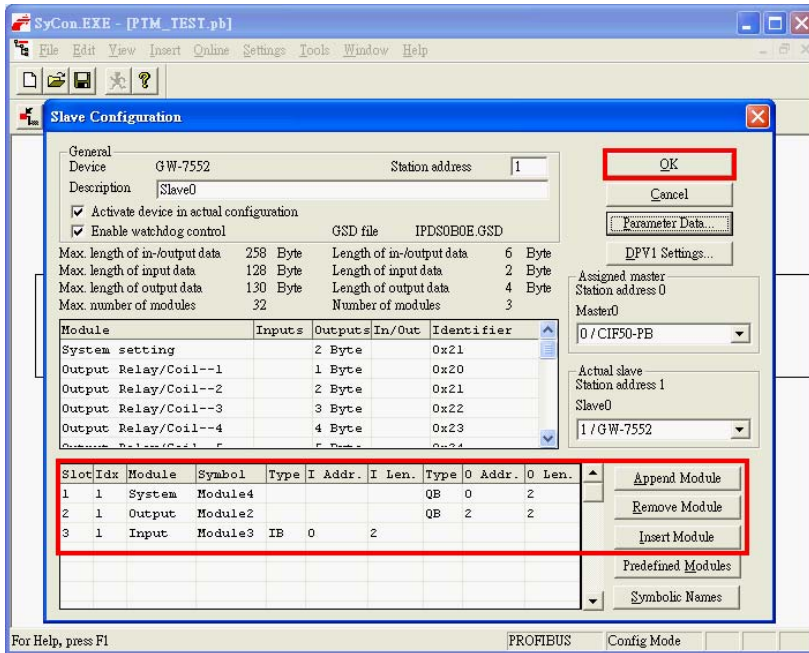 SyCon.EXE - [PTM_TEST.pb]
File Edit View Insert Online Settings Tools Window Help
Slave Configuration
General
Device GW-7552 Station address 1
Description Slave0
Activate device in actual configuration
Enable watchdog control GSD file IPDS0B0E.GSD
Max. length of in-/output data 258 Byte Length of in-/output data 6 Byte
Max. length of input data 128 Byte Length of input data 2 Byte
Max. length of output data 130 Byte Length of output data 4 Byte
Max. number of modules 32 Number of modules 3
OK
Cancel
Parameter Data...
DPV1 Settings...
Assigned master
Station address 0
Master0
0 / CIF50-PB
Actual slave
Station address 1
Slave0
1 / GW-7552
Module Inputs Outputs In/Out Identifier
System setting 2 Byte 0x21
Output Relay/Coil--1 1 Byte 0x20
Output Relay/Coil--2 2 Byte 0x21
Output Relay/Coil--3 3 Byte 0x22
Output Relay/Coil--4 4 Byte 0x23
Slot Idx Module Symbol Type I Addr. I Len. Type O Addr. O Len.
1 1 System Module4 QB 0 2
2 1 Output Module2 QB 2 2
3 1 Input Module3 IB 0 2
Append Module
Remove Module
Insert Module
Predefined Modules
Symbolic Names
For Help, press F1 PROFIBUS Config Mode